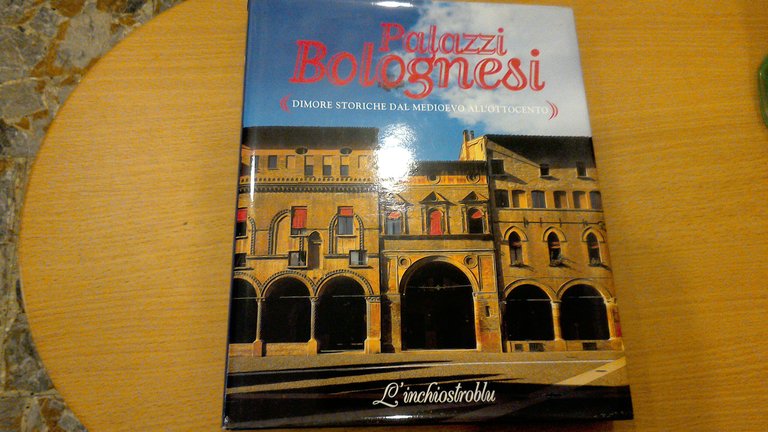 Palazzi
Bolognesi
(DIMORE STORICHE DAL MEDIOEVO ALL'OTTOCENTO)
L'inchiostroblu